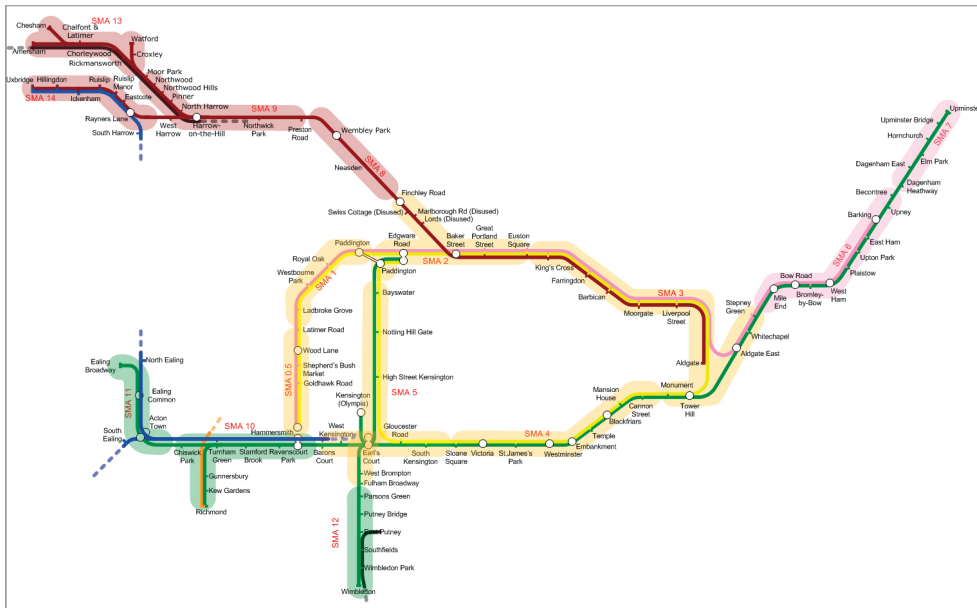 SMA 13
Chesham
Chalfont &
Latimer
Watford
Amersham
Chorleywood
Croxley
Rickmansworth
Moor Park
Northwood
Northwood Hills
Pinner
North Harrow
Uxbridge
Hillingdon
Ruislip
Ruislip
Manor
Ickenham
Eastcote
SMA 14
Rayners Lane
South Harrow
West
Harrow
Harrow-
on-the-Hill
SMA 9
Northwick
Park
Preston
Road
Wembley Park
Neasden
SMA 8
Finchley Road
Swiss Cottage (Disused)
Marlborough Rd (Disused)
Lords (Disused)
Upminster
Upminster Bridge
SMA 7
Hornchurch
Elm Park
Dagenham East
Dagenham
Heathway
Becontree
Upney
Barking
East Ham
SMA 6
Upton Park
Plaistow
West
Ham
Bromley-
by-Bow
Bow Road
Mile
End
Stepney
Green
Whitechapel
Aldgate East
Paddington
Edgware
Road
Baker
Street
Great
Portland
Street
Euston
Square
King's Cross
Farringdon
Barbican
Moorgate
Liverpool
Street
SMA 3
Aldgate
SMA 2
Paddington
Royal Oak
Westbourne
Park
SMA 1
Ladbroke Grove
Latimer Road
Wood Lane
Shepherd's Bush
Market
Goldhawk Road
SMA 0.5
Hammersmith
Bayswater
Notting Hill Gate
High Street Kensington
SMA 5
Kensington
(Olympia)
Gloucester
Road
West
Kensington
Earl's
Court
South
Kensington
Sloane
Square
Victoria
St.James's
Park
Westminster
SMA 4
Embankment
Temple
Blackfriars
Mansion
House
Cannon
Street
Monument
Tower
Hill
Ealing
Broadway
North Ealing
Ealing
Common
SMA 11
Acton
Town
South
Ealing
SMA 10
Chiswick
Park
Turnham
Green
Stamford
Brook
Ravenscourt
Park
Barons
Court
Gunnersbury
Kew Gardens
Richmond
West Brompton
Fulham Broadway
Parsons Green
Putney Bridge
SMA 12
East Putney
Southfields
Wimbledon Park
Wimbledon